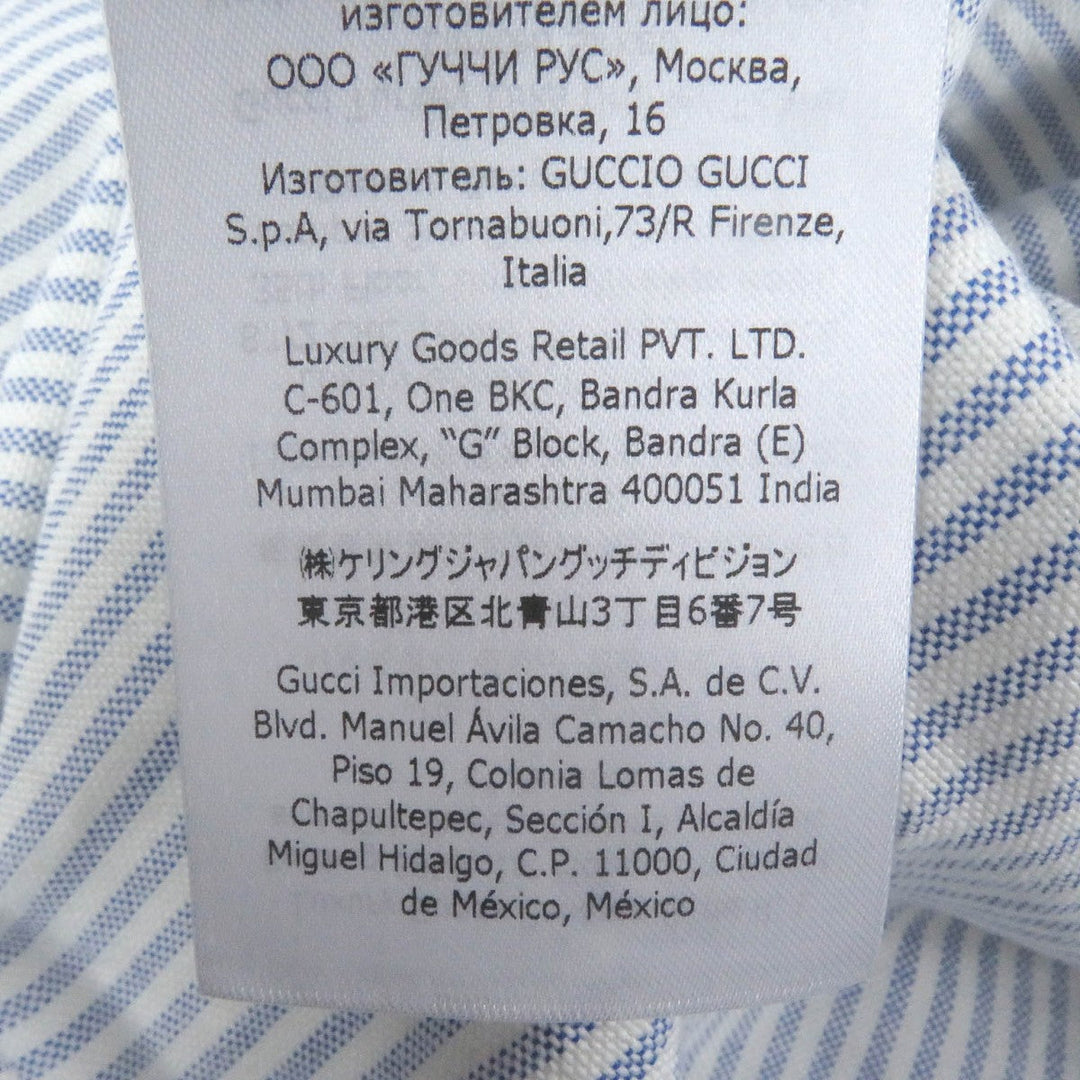 изготовителем лицо:
ООО «ГУЧЧИ РУС», Москва,
Петровка, 16
Изготовитель: GUCCIO GUCCI
S.p.A, via Tornabuoni,73/R Firenze,
Italia
Luxury Goods Retail PVT. LTD.
C-601, One BKC, Bandra Kurla
Complex, “G” Block, Bandra (E)
Mumbai Maharashtra 400051 India
㈱ケリングジャパングッチディビジョン
東京都港区北青山3丁目6番7号
Gucci Importaciones, S.A. de C.V.
Blvd. Manuel Ávila Camacho No. 40,
Piso 19, Colonia Lomas de
Chapultepec, Sección I, Alcaldía
Miguel Hidalgo, C.P. 11000, Ciudad
de México, México